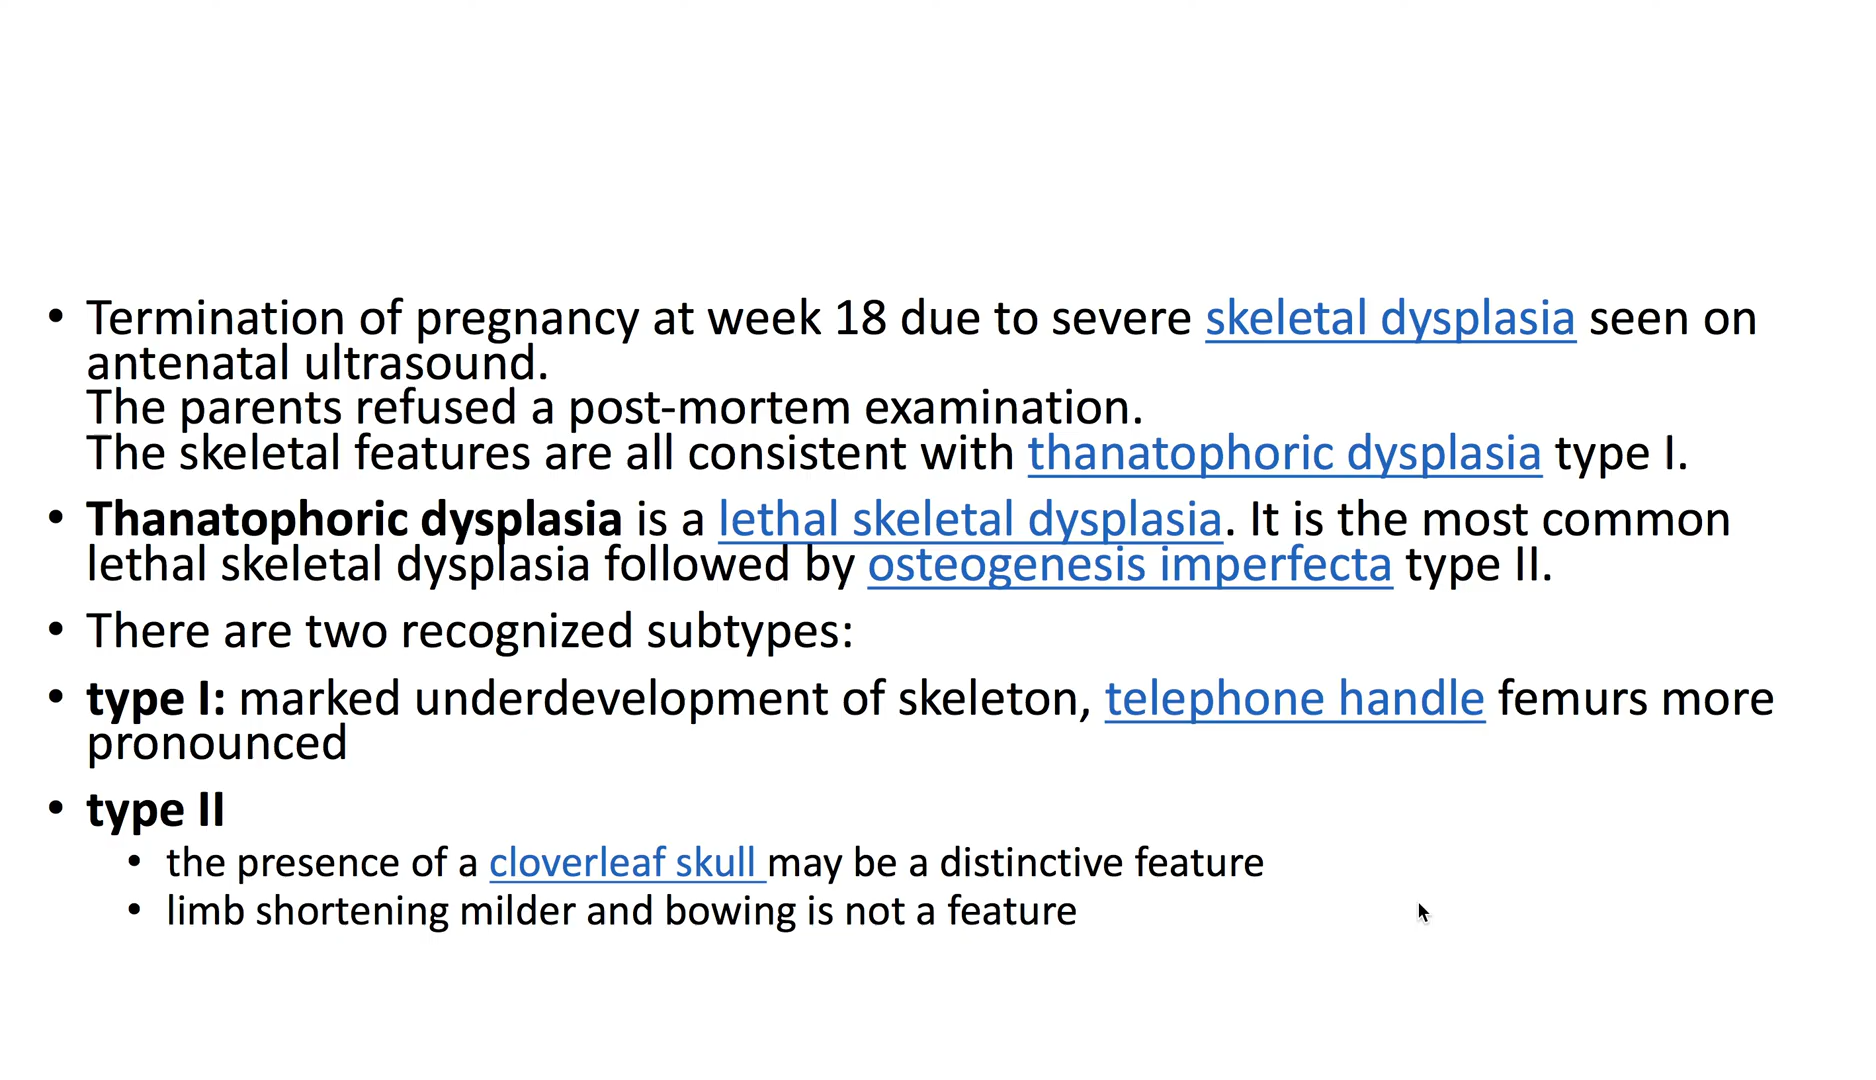 • Termination of pregnancy at week 18 due to severe skeletal dysplasia seen on
antenatal ultrasound.
The parents refused a post-mortem examination.
The skeletal features are all consistent with thanatophoric dysplasia type I.
• Thanatophoric dysplasia is a lethal skeletal dysplasia. It is the most common
lethal skeletal dysplasia followed by osteogenesis imperfecta type II.
• There are two recognized subtypes:
• type I: marked underdevelopment of skeleton, telephone handle femurs more
pronounced
• type II
• the presence of a cloverleaf skull may be a distinctive feature
• limb shortening milder and bowing is not a feature